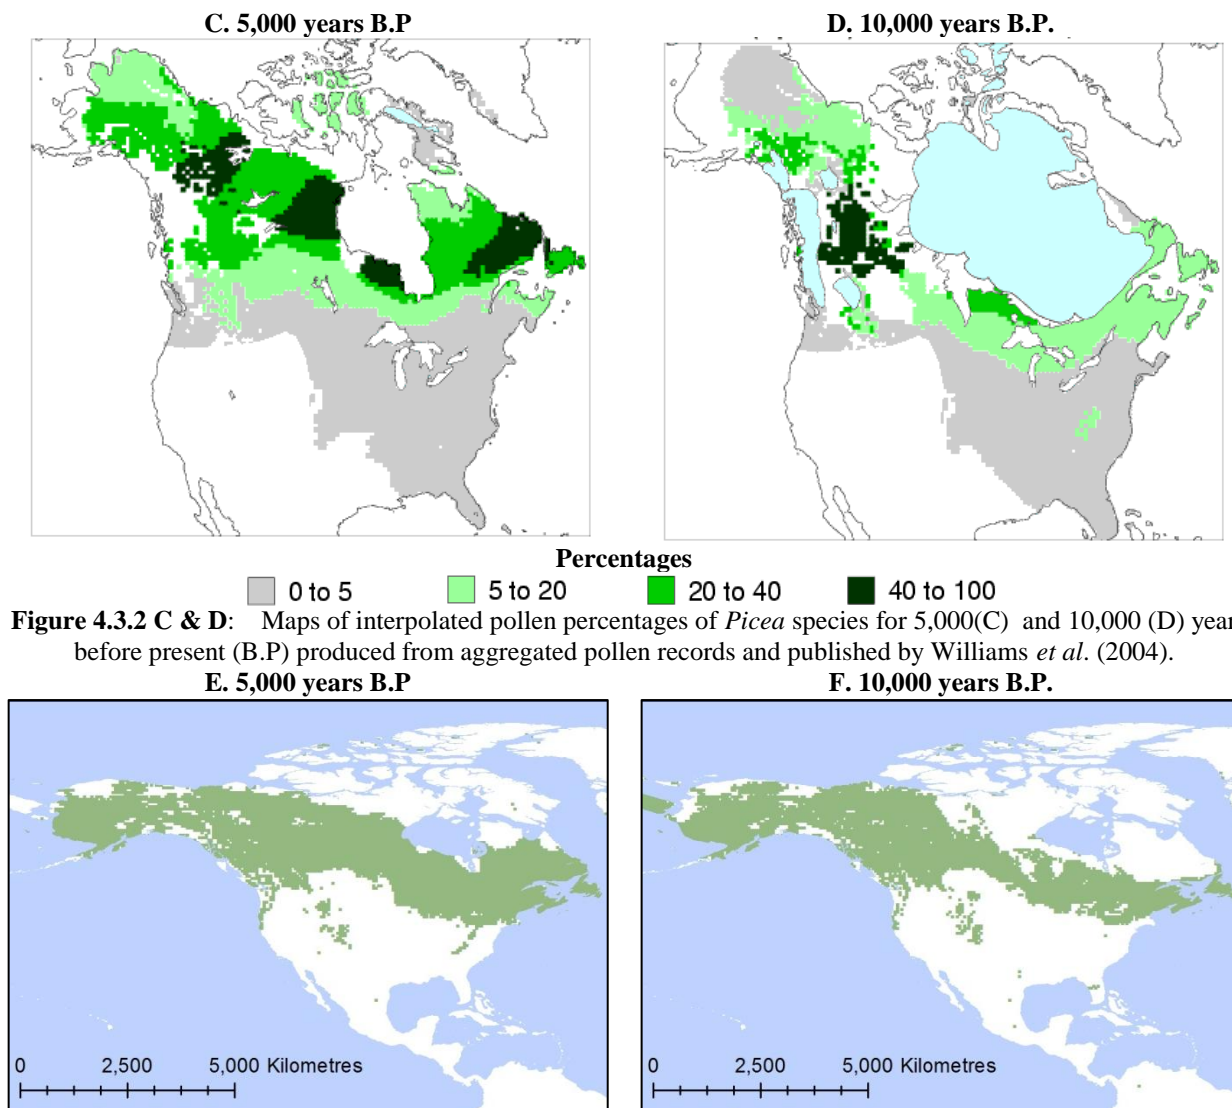 C. 5,000 years B.P
D. 10,000 years B.P.
Percentages
0 to 5
5 to 20
20 to 40
40 to 100
Figure 4.3.2 C & D: Maps of interpolated pollen percentages of Picea species for 5,000(C) and 10,000 (D) year
before present (B.P) produced from aggregated pollen records and published by Williams et al. (2004).
E. 5,000 years B.P
F. 10,000 years B.P.
0 2,500 5,000 Kilometres
0 2,500 5,000 Kilometres